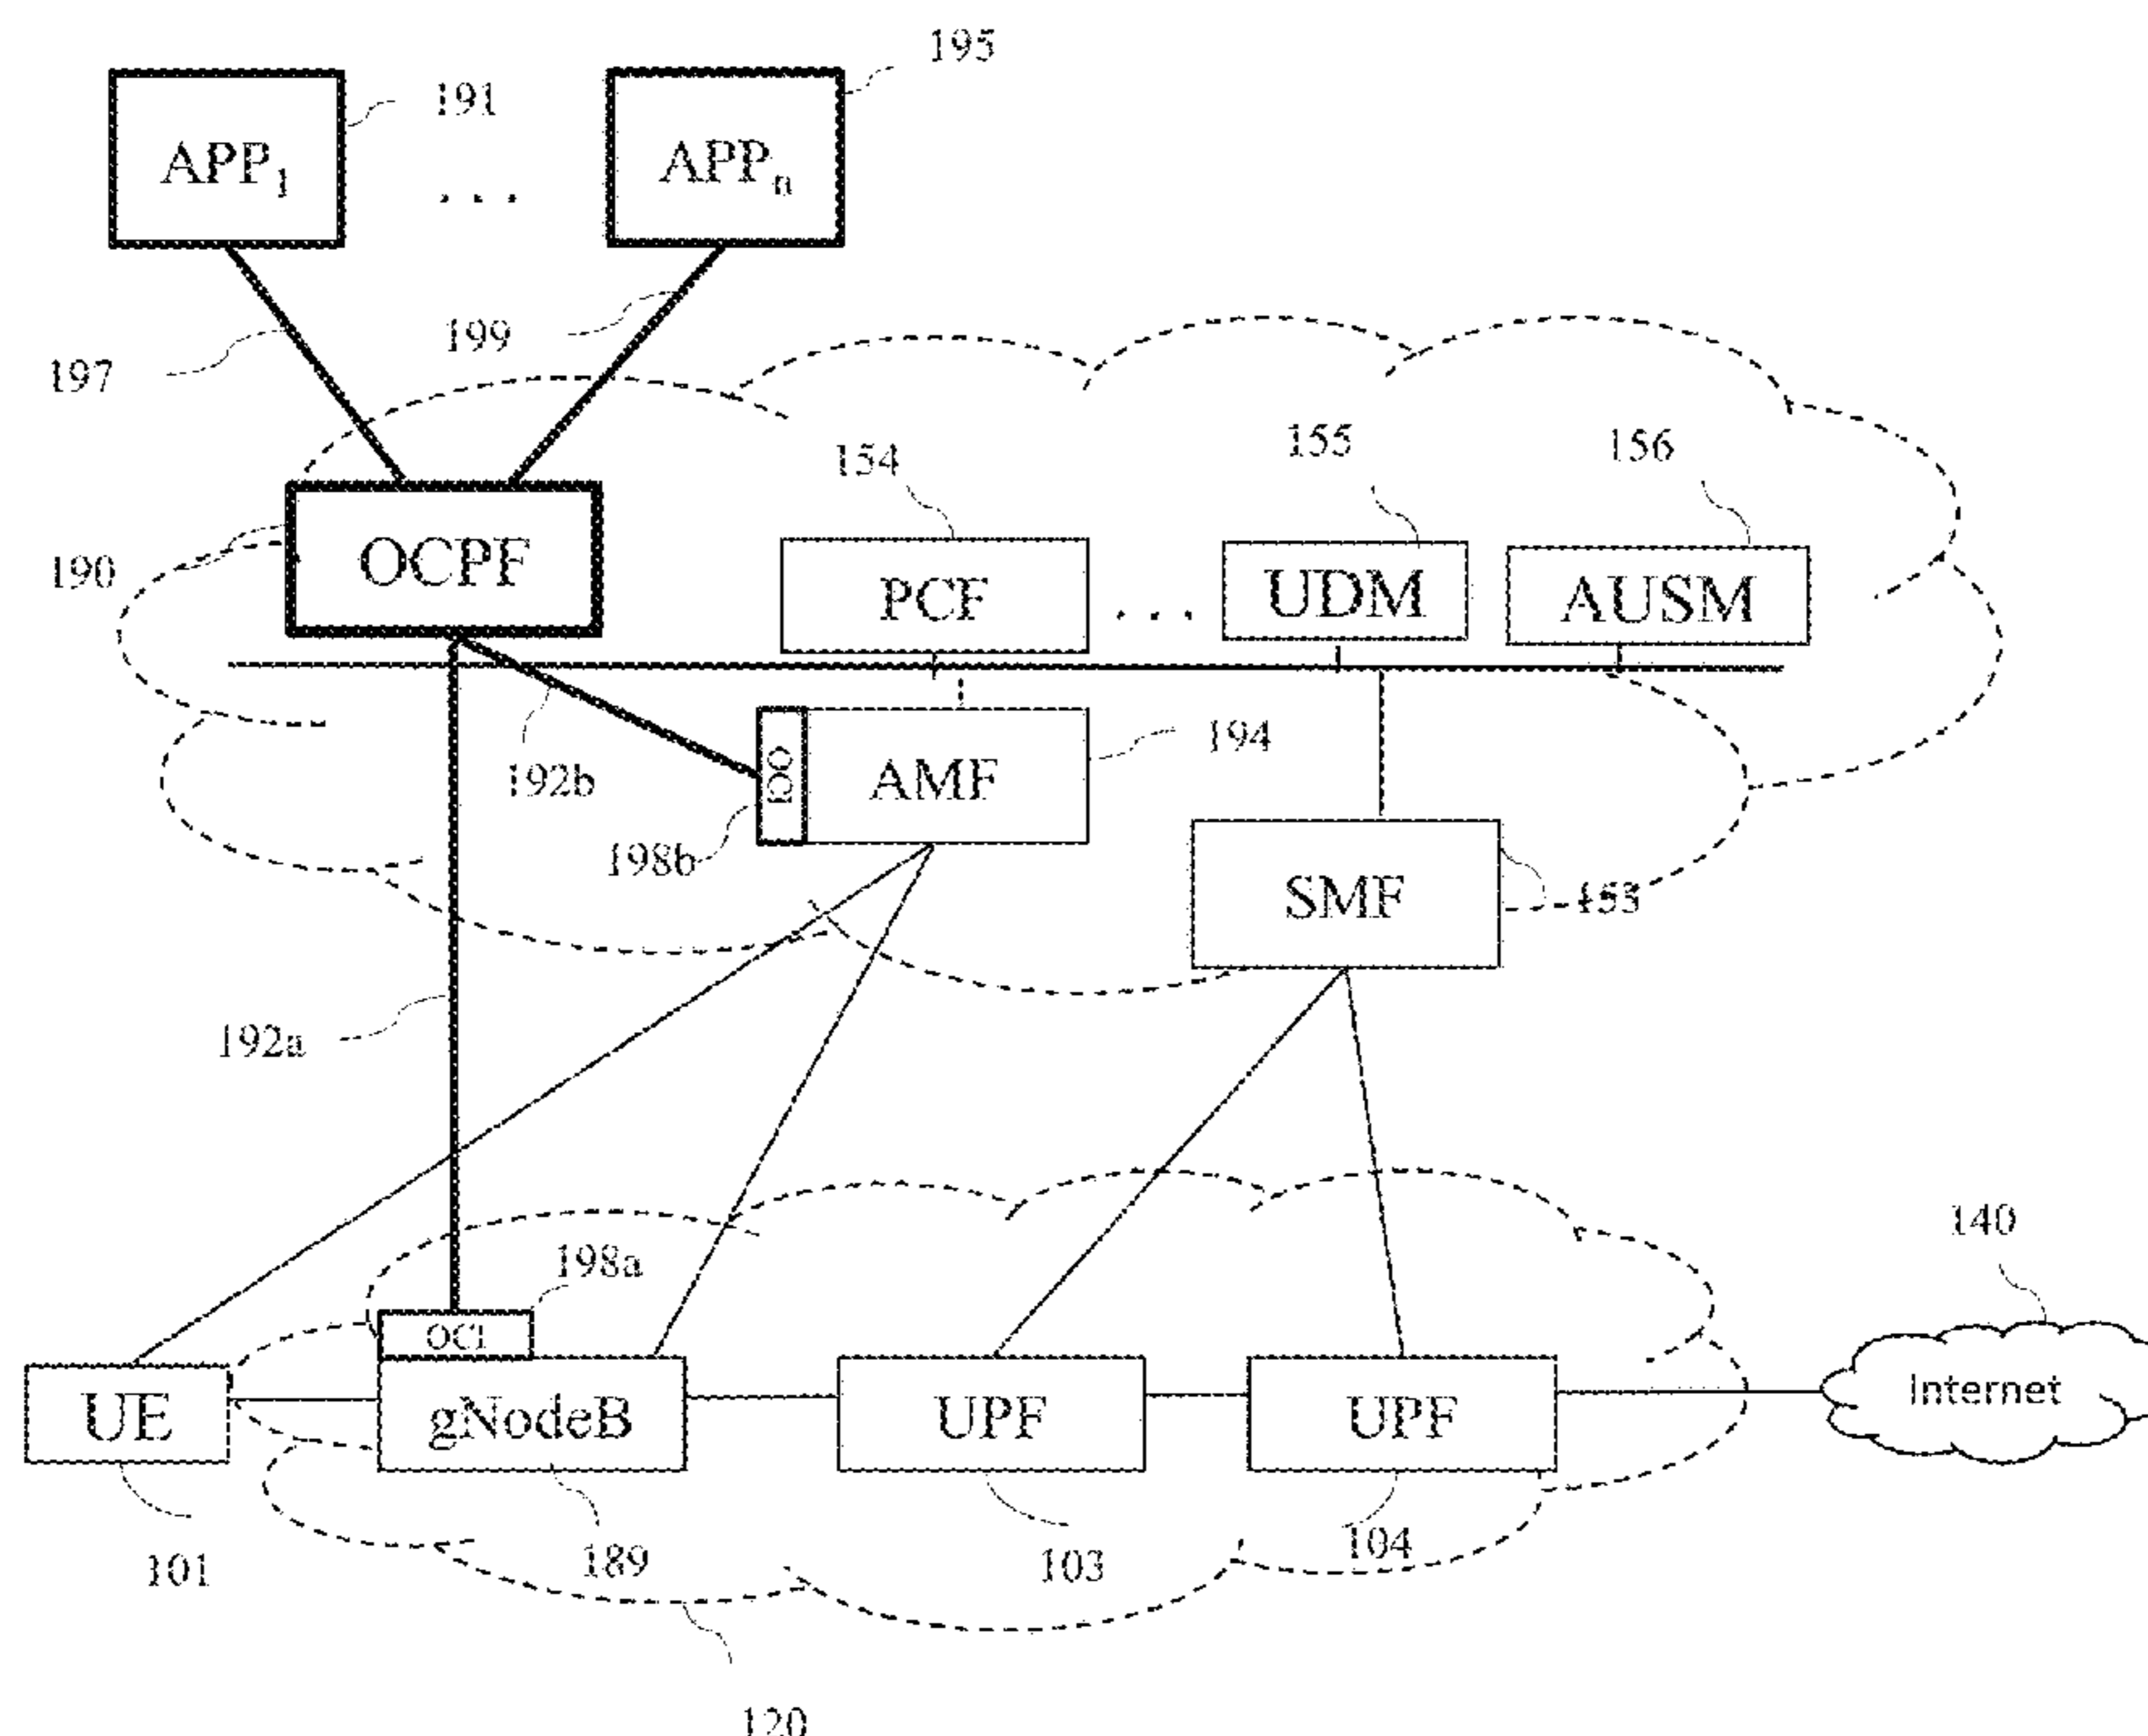 195
191
APP1
. . .
APPn
199
197
154
155
156
190
OCPF
PCF
. . .
UDM
AUSM
192b
OCI
AMF
194
198b
SMF
153
192a
140
198a
OCI
Internet
UE
gNodeB
UPF
UPF
101
189
103
104
120